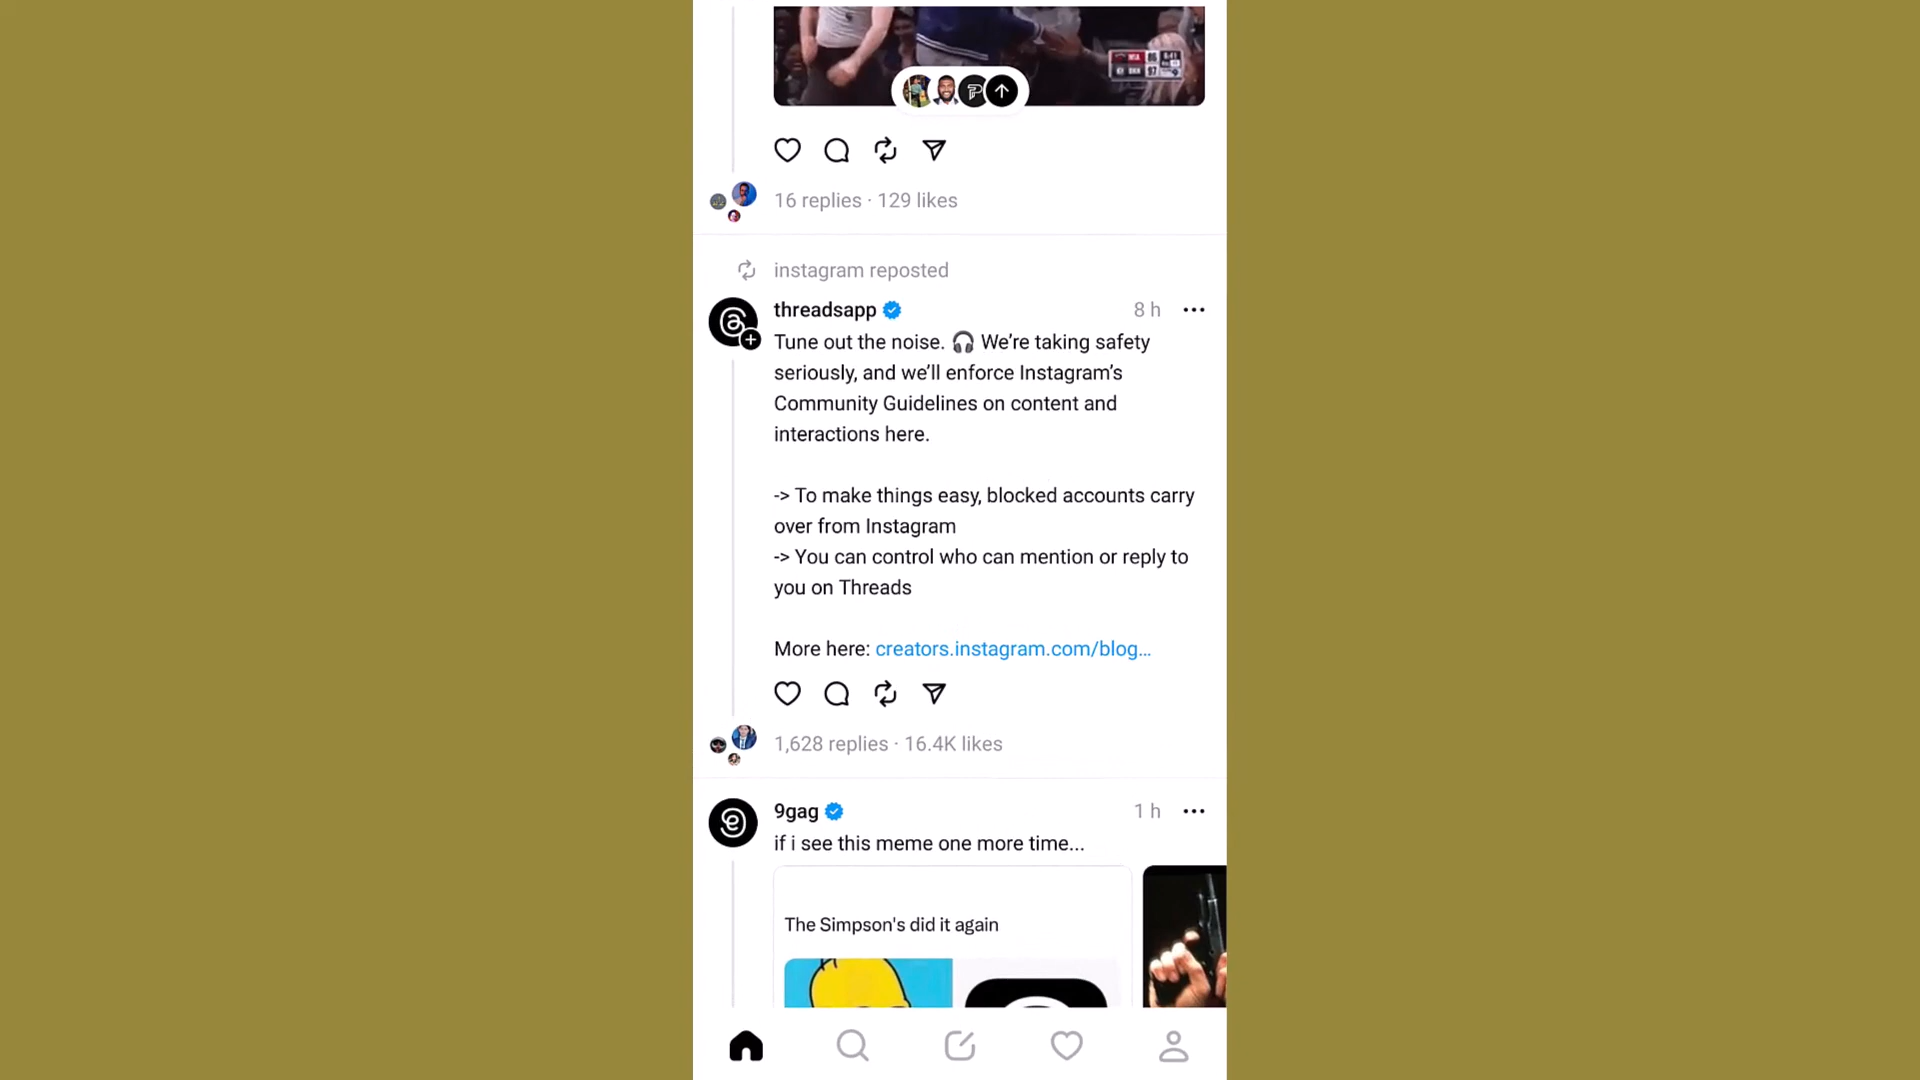 MIA 86
97
16 replies · 129 likes
instagram reposted
threadsapp 8 h
Tune out the noise. 🎧 We’re taking safety
seriously, and we’ll enforce Instagram’s
Community Guidelines on content and
interactions here.
-> To make things easy, blocked accounts carry
over from Instagram
-> You can control who can mention or reply to
you on Threads
More here: creators.instagram.com/blog...
1,628 replies · 16.4K likes
9gag 1 h
if i see this meme one more time...
The Simpson's did it again